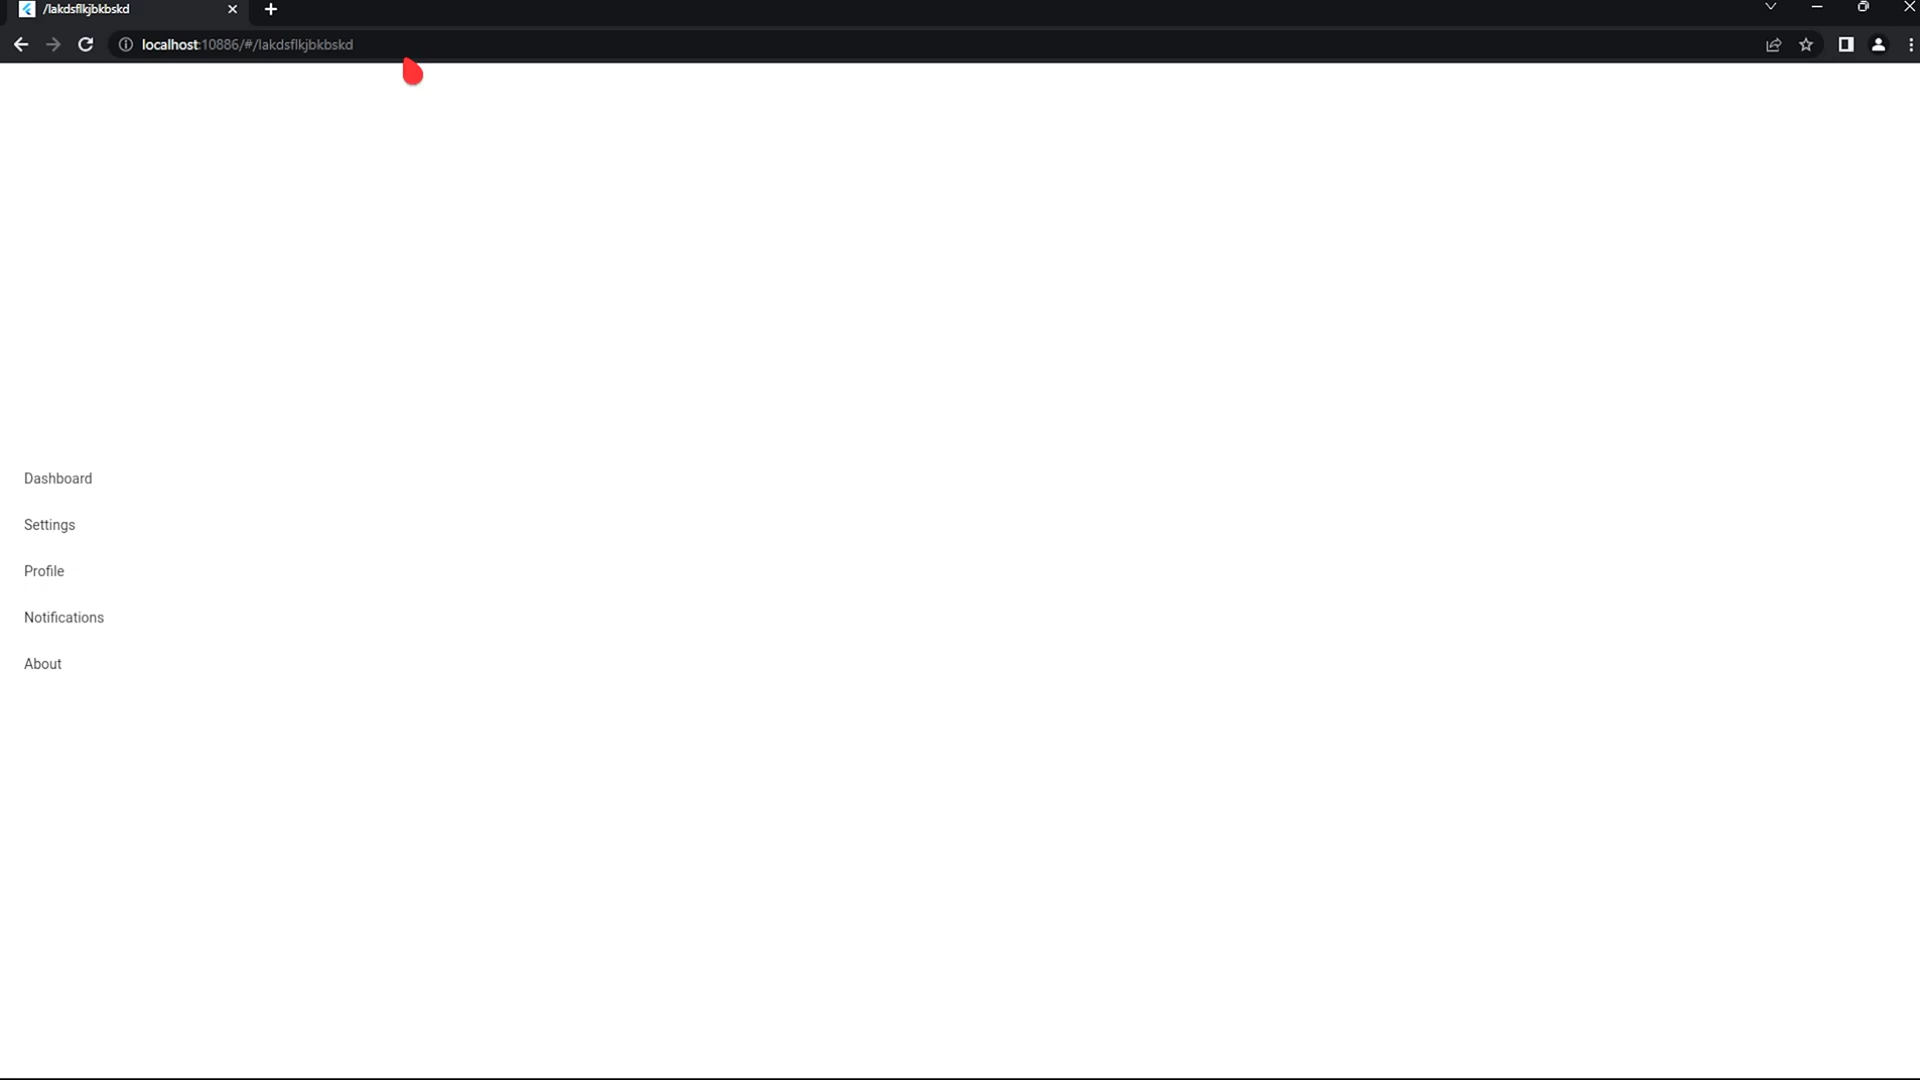 /lakdsflkjbkbskd
localhost:10886/#/lakdsflkjbkbskd
Dashboard
Settings
Profile
Notifications
About